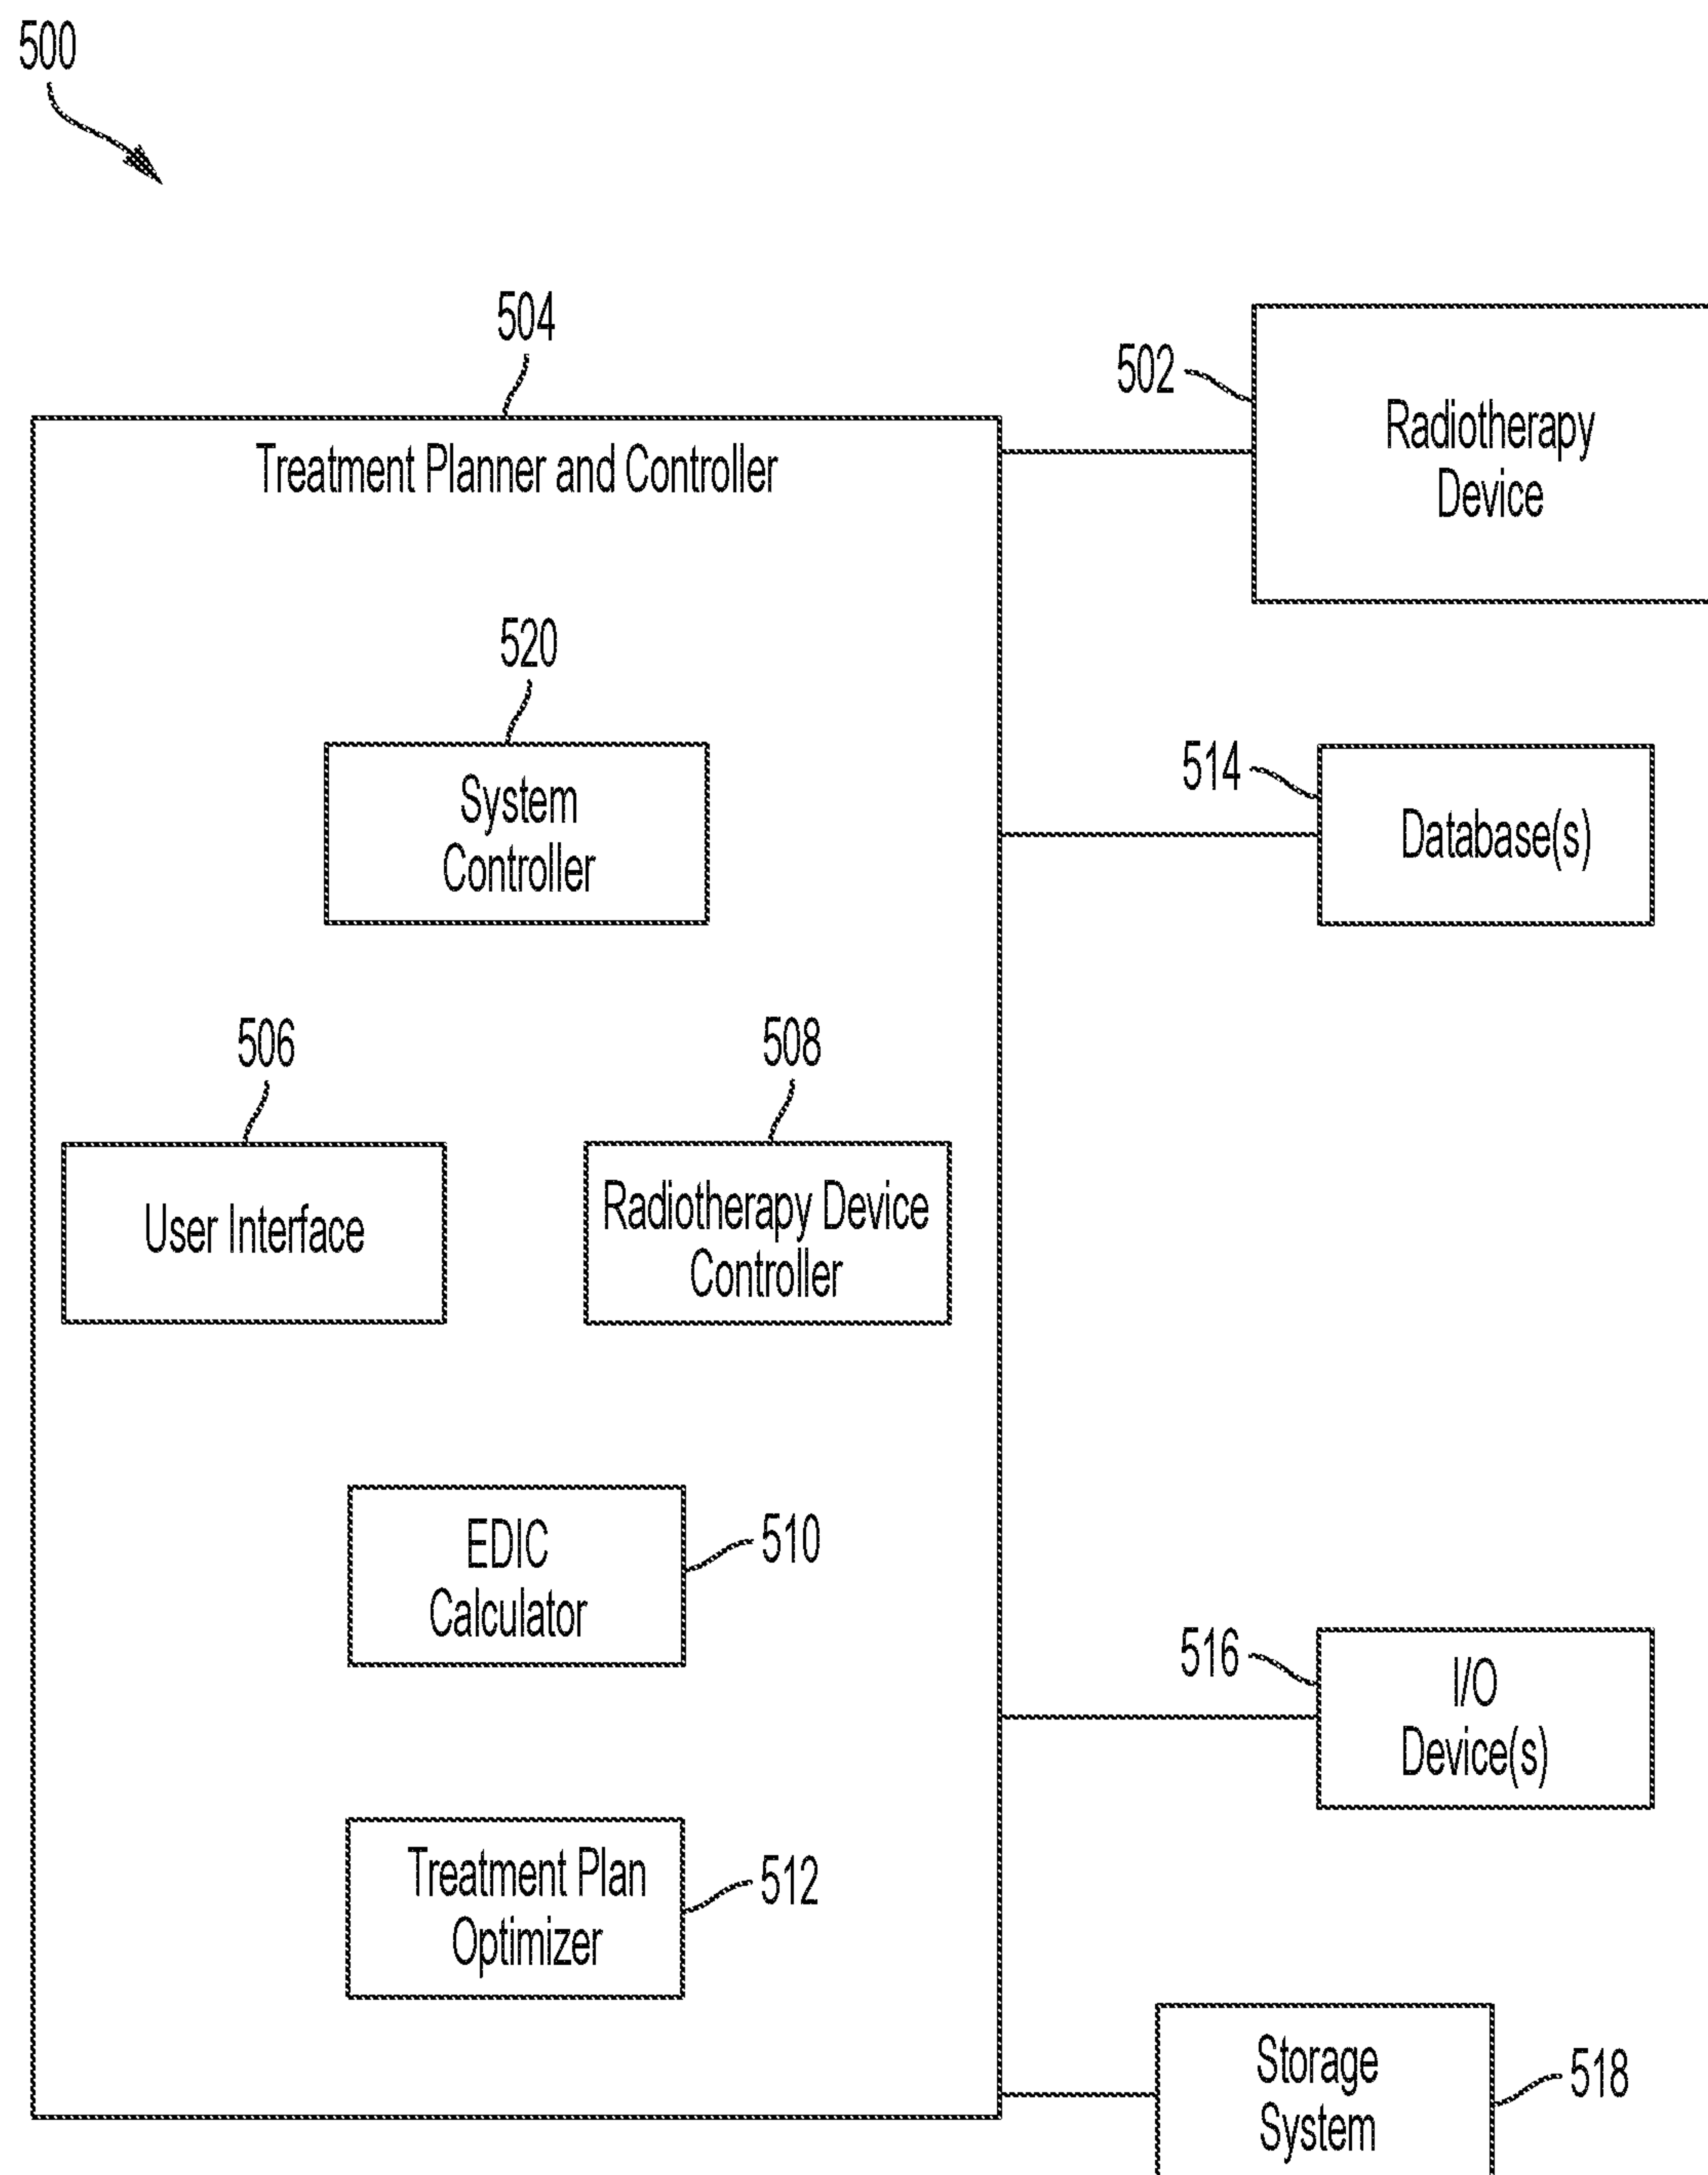 500
504
502
Radiotherapy
Device
Treatment Planner and Controller
520
System
Controller
514
Database(s)
506
508
User Interface
Radiotherapy Device
Controller
EDIC
Calculator
510
516
I/O
Device(s)
Treatment Plan
Optimizer
512
Storage
System
518